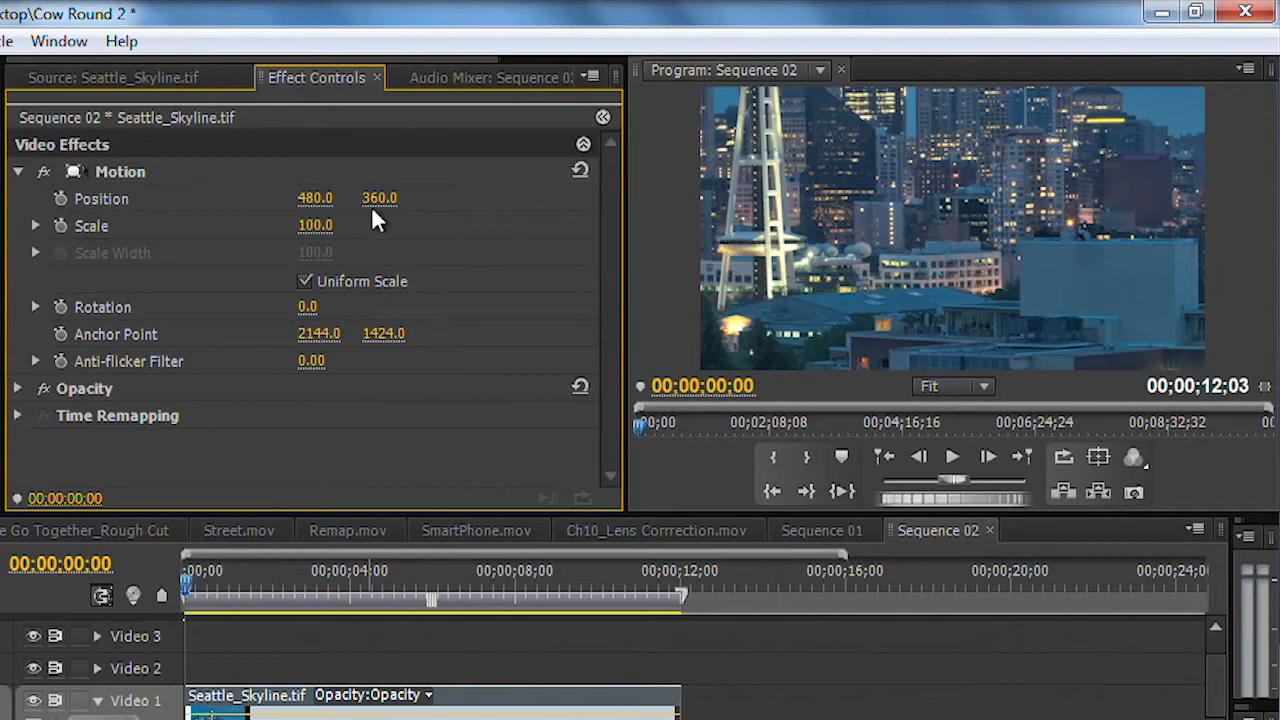 ktop\Cow Round 2 *
le Window Help
Source: Seattle_Skyline.tif Effect Controls Audio Mixer: Sequence 02
Program: Sequence 02
Sequence 02 * Seattle_Skyline.tif
Video Effects
fx Motion
Position 480.0 360.0
Scale 100.0
Scale Width 100.0
Uniform Scale
Rotation 0.0
Anchor Point 2144.0 1424.0
Anti-flicker Filter 0.00
fx Opacity
fx Time Remapping
00;00;00;00
00;00;00;00 Fit 00;00;12;03
;00;00 00;02;08;08 00;04;16;16 00;06;24;24 00;08;32;32 00
e Go Together_Rough Cut Street.mov Remap.mov SmartPhone.mov Ch10_Lens Corrrection.mov Sequence 01 Sequence 02
00;00;00;00
;00;00 00;00;04;00 00;00;08;00 00;00;12;00 00;00;16;00 00;00;20;00 00;00;24;0
Video 3
Video 2
Video 1
Seattle_Skyline.tif Opacity:Opacity